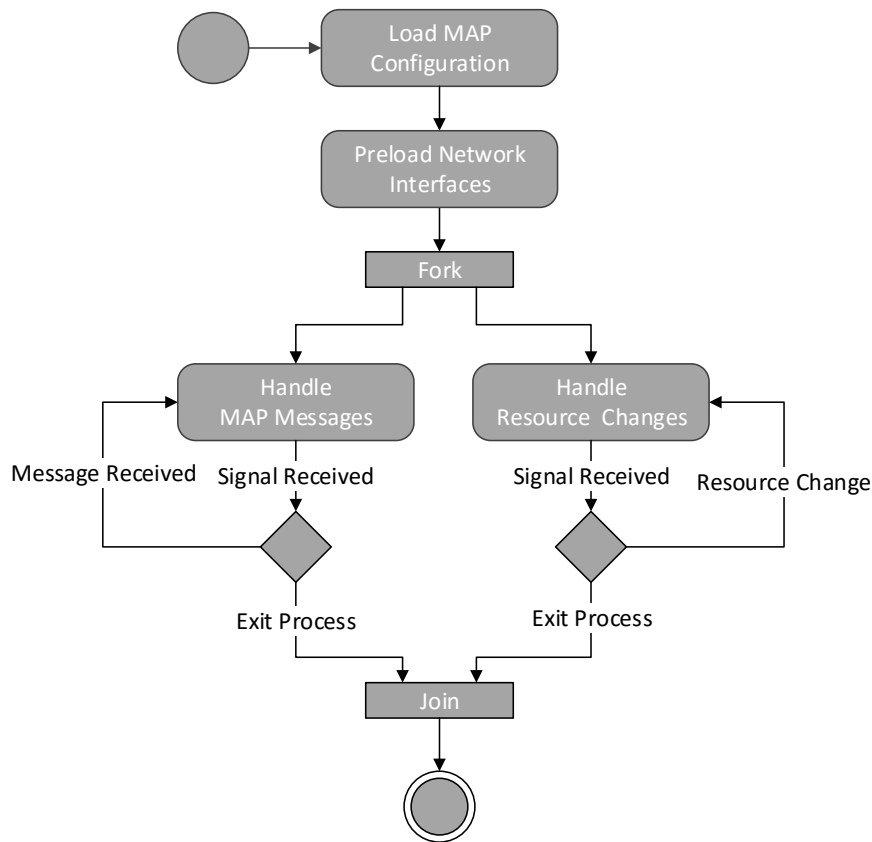 Load MAP
Configuration
Preload Network
Interfaces
Fork
Handle
MAP Messages
Handle
Resource Changes
Message Received
Signal Received
Signal Received
Resource Change
Exit Process
Exit Process
Join